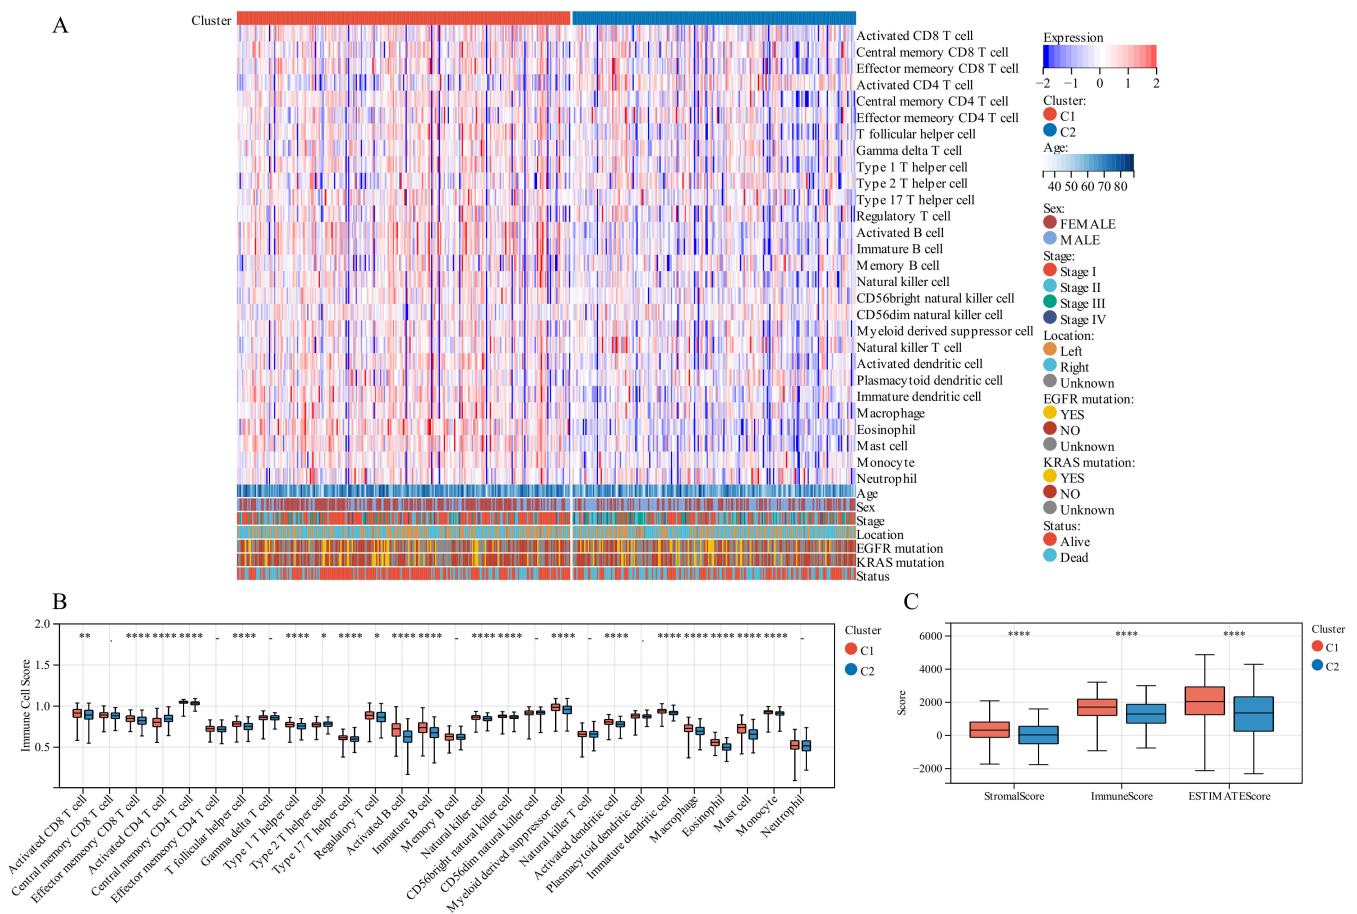 A
Cluster
Activated CD8 T cell
Central memory CD8 T cell
Effector memeory CD8 T cell
Activated CD4 T cell
Central memory CD4 T cell
Effector memeory CD4 T cell
T follicular helper cell
Gamma delta T cell
Type 1 T helper cell
Type 2 T helper cell
Type 17 T helper cell
Regulatory T cell
Activated B cell
Immature B cell
Memory B cell
Natural killer cell
CD56bright natural killer cell
CD56dim natural killer cell
Myeloid derived suppressor cell
Natural killer T cell
Activated dendritic cell
Plasmacytoid dendritic cell
Immature dendritic cell
Macrophage
Eosinophil
Mast cell
Monocyte
Neutrophil
Age
Sex
Stage
Location
EGFR mutation
KRAS mutation
Status
Expression
−2 −1 0 1 2
Cluster:
C1
C2
Age:
40 50 60 70 80
Sex:
FEMALE
MALE
Stage:
Stage I
Stage II
Stage III
Stage IV
Location:
Left
Right
Unknown
EGFR mutation:
YES
NO
Unknown
KRAS mutation:
YES
NO
Unknown
Status:
Alive
Dead
B
Immune Cell Score
2.0
1.5
1.0
0.5
** - **** **** **** - **** - **** * **** * **** **** - **** **** - **** - **** - **** **** **** **** **** -
Activated CD8 T cell
Central memory CD8 T cell
Effector memeory CD8 T cell
Activated CD4 T cell
Central memory CD4 T cell
Effector memeory CD4 T cell
T follicular helper cell
Gamma delta T cell
Type 1 T helper cell
Type 2 T helper cell
Type 17 T helper cell
Regulatory T cell
Activated B cell
Immature B cell
Memory B cell
Natural killer cell
CD56bright natural killer cell
CD56dim natural killer cell
Myeloid derived suppressor cell
Natural killer T cell
Activated dendritic cell
Plasmacytoid dendritic cell
Immature dendritic cell
Macrophage
Eosinophil
Mast cell
Monocyte
Neutrophil
Cluster
C1
C2
C
Score
6000
4000
2000
0
−2000
**** **** ****
StromalScore ImmuneScore ESTIMATEScore
Cluster
C1
C2